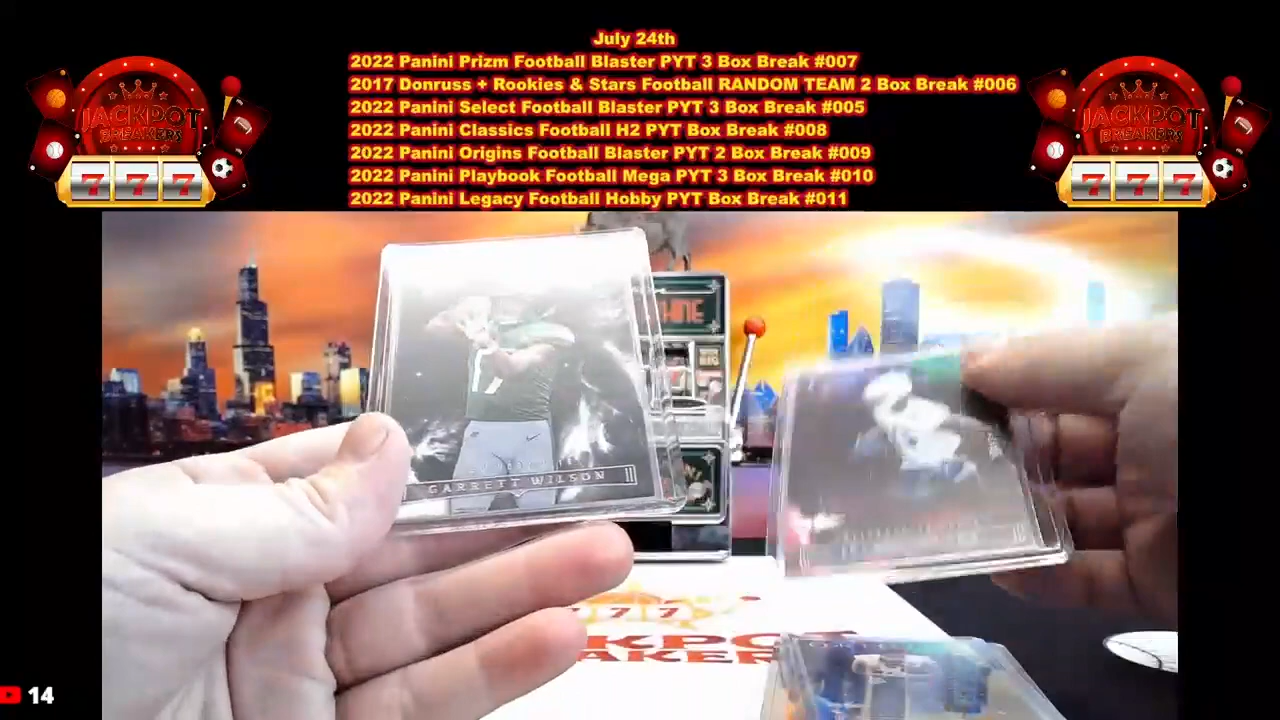 July 24th
2022 Panini Prizm Football Blaster PYT 3 Box Break #007
2017 Donruss + Rookies & Stars Football RANDOM TEAM 2 Box Break #006
2022 Panini Select Football Blaster PYT 3 Box Break #005
2022 Panini Classics Football H2 PYT Box Break #008
2022 Panini Origins Football Blaster PYT 2 Box Break #009
2022 Panini Playbook Football Mega PYT 3 Box Break #010
2022 Panini Legacy Football Hobby PYT Box Break #011
JACKPOT
BREAKERS
777
JACKPOT
BREAKERS
777
17
GARRETT WILSON
777
KPOT
AKER
14